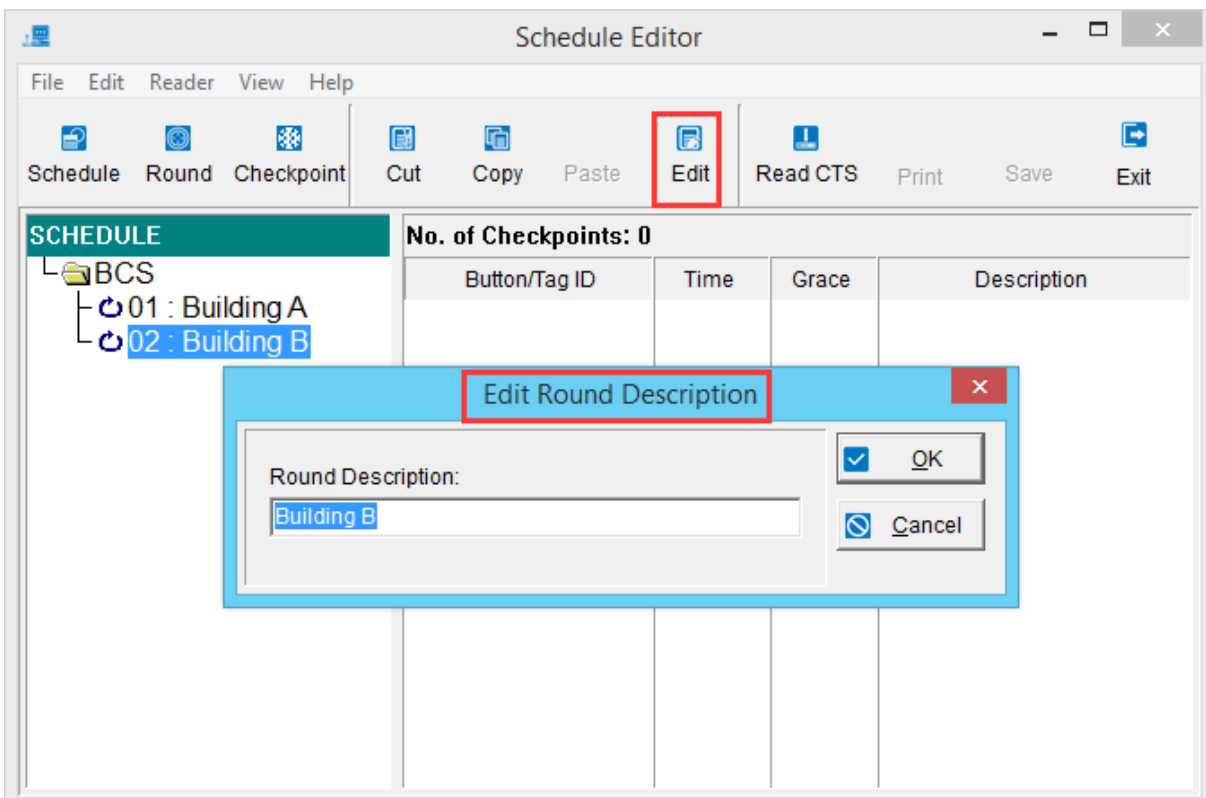 Schedule Editor
File Edit Reader View Help
Schedule Round Checkpoint Cut Copy Paste Edit Read CTS Print Save Exit
SCHEDULE
No. of Checkpoints: 0
BCS
Button/Tag ID Time Grace Description
01 : Building A
02 : Building B
Edit Round Description
Round Description:
Building B
OK
Cancel